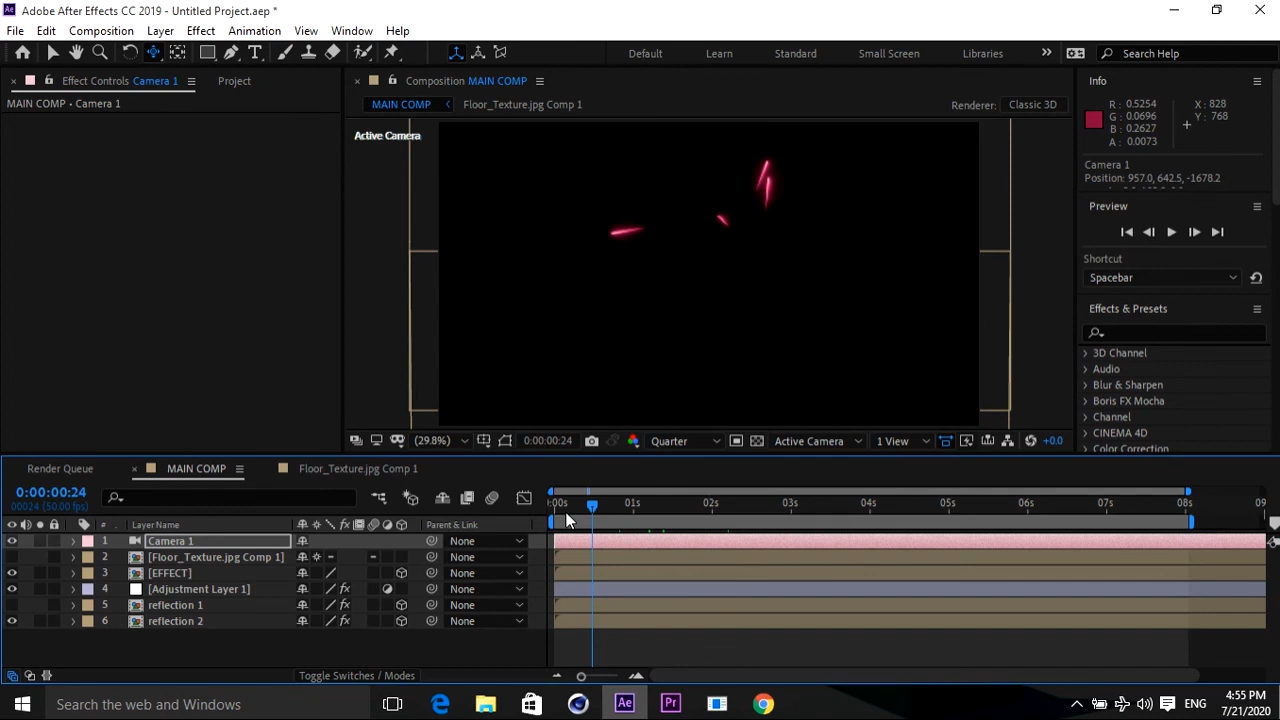 Adobe After Effects CC 2019 - Untitled Project.aep *
File Edit Composition Layer Effect Animation View Window Help
Default Learn Standard Small Screen Libraries Search Help
Effect Controls Camera 1 Project
MAIN COMP • Camera 1
Composition MAIN COMP
MAIN COMP Floor_Texture.jpg Comp 1 Renderer: Classic 3D
Active Camera
(29.8%) 0:00:00:24 Quarter Active Camera 1 View +0.0
Info
R : 0.5254 X : 828
G : 0.0696 Y : 768
B : 0.2627
A : 0.0073
Camera 1
Position: 957.0, 642.5, -1678.2
Preview
Shortcut
Spacebar
Effects & Presets
3D Channel
Audio
Blur & Sharpen
Boris FX Mocha
Channel
CINEMA 4D
Color Correction
Render Queue MAIN COMP Floor_Texture.jpg Comp 1
0:00:00:24
00024 (50.00 fps)
:00s 01s 02s 03s 04s 05s 06s 07s 08s 09
# Layer Name Parent & Link
1 Camera 1 None
2 [Floor_Texture.jpg Comp 1] None
3 [EFFECT] None
4 [Adjustment Layer 1] fx None
5 reflection 1 fx None
6 reflection 2 fx None
Toggle Switches / Modes
Search the web and Windows
Ae Pr
ENG
4:55 PM
7/21/2020